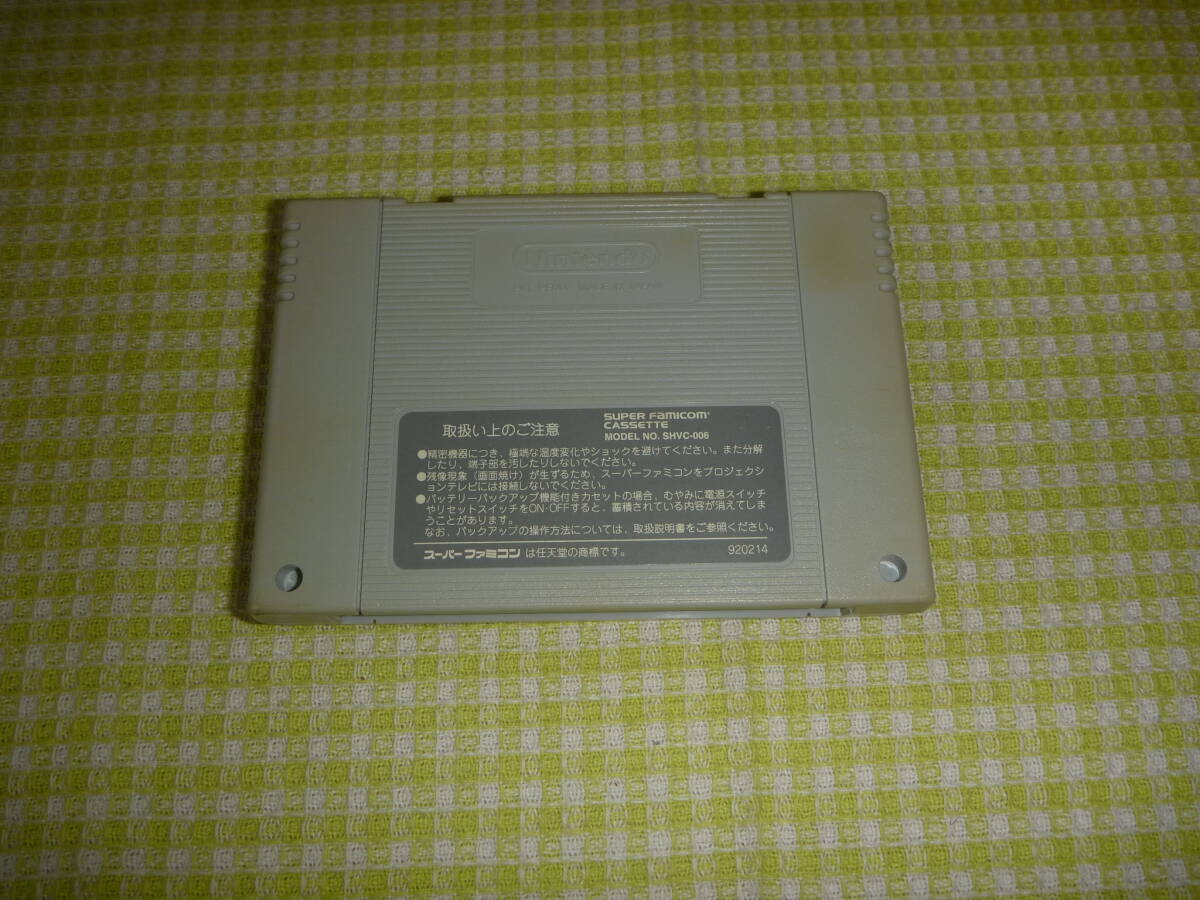 Nintendo
PAT. PEND. MADE IN JAPAN
取扱い上のご注意
SUPER FAMICOM
CASSETTE
MODEL NO. SHVC-006
●精密機器につき、極端な温度変化やショックを避けてください。また分解
したり、端子部を汚したりしないでください。
●残像現象（画面焼け）が生ずるため、スーパーファミコンをプロジェクシ
ョンテレビには接続しないでください。
●バッテリーバックアップ機能付きカセットの場合、むやみに電源スイッチ
やリセットスイッチをON・OFFすると、蓄積されている内容が消えてしま
うことがあります。
なお、バックアップの操作方法については、取扱説明書をご参照ください。
スーパーファミコン は任天堂の商標です。
920214